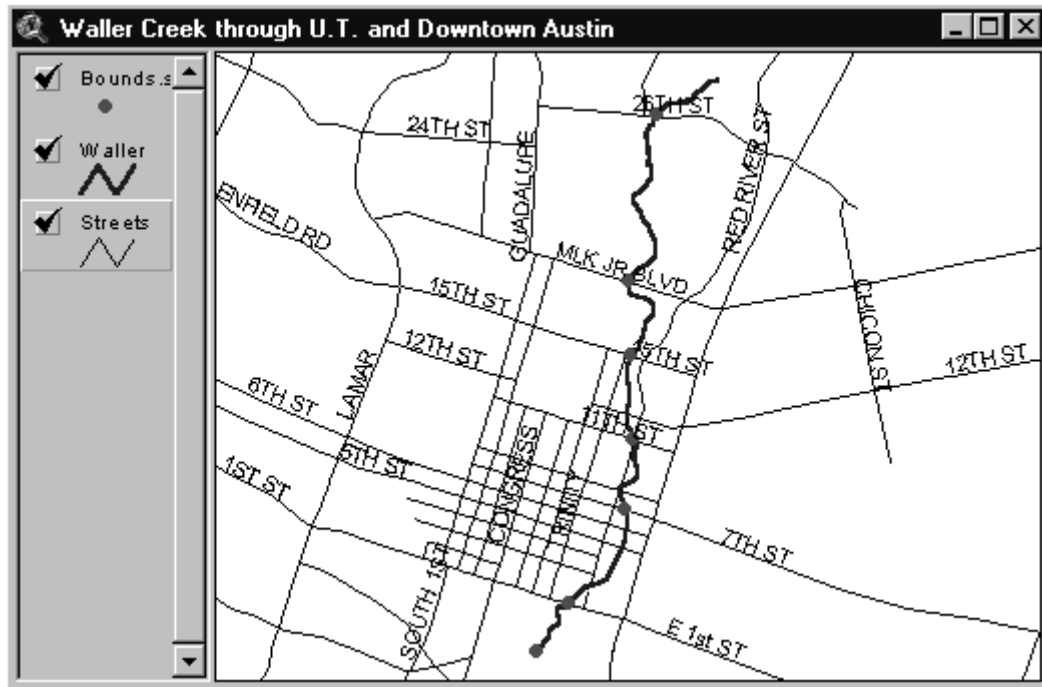 Waller Creek through U.T. and Downtown Austin
Bounds.s
Waller
Streets
26TH ST
24TH ST
GUADALUPE
RED RIVER ST
ENFIELD RD
MLK JR BLVD
15TH ST
CHICON ST
12TH ST
15TH ST
12TH ST
LAMAR
6TH ST
11TH ST
5TH ST
CONGRESS
1ST ST
7TH ST
SOUTH 1ST
E 1st ST